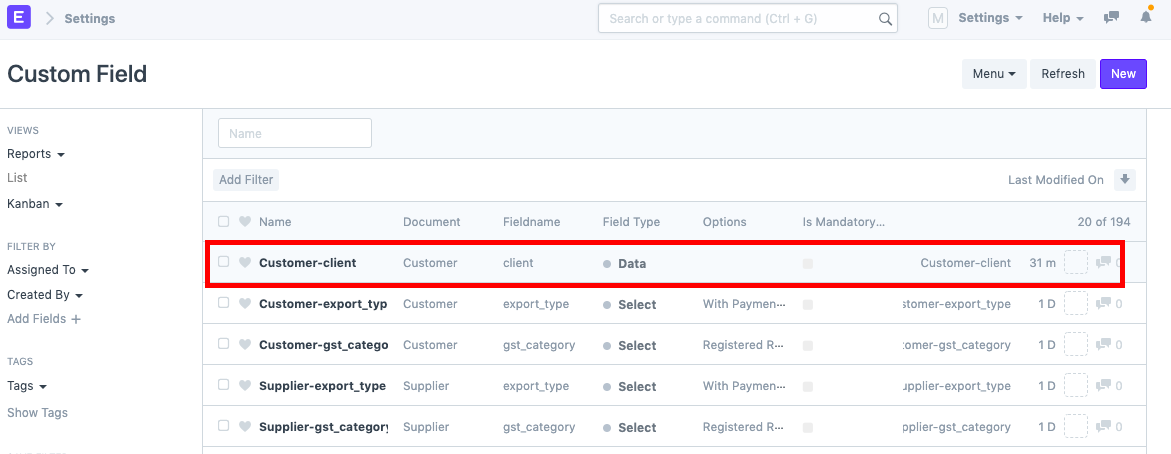 E Settings Search or type a command (Ctrl + G) M Settings Help
Custom Field Menu Refresh New
VIEWS
Reports
List
Kanban
FILTER BY
Assigned To
Created By
Add Fields +
TAGS
Tags
Show Tags
Name
Add Filter Last Modified On
Name Document Fieldname Field Type Options Is Mandatory... 20 of 194
Customer-client Customer client Data Customer-client 31 m 0
Customer-export_typ Customer export_type Select With Paymen... stomer-export_type 1 D 0
Customer-gst_catego Customer gst_category Select Registered R... omer-gst_category 1 D 0
Supplier-export_type Supplier export_type Select With Paymen... upplier-export_type 1 D 0
Supplier-gst_category Supplier gst_category Select Registered R... pplier-gst_category 1 D 0